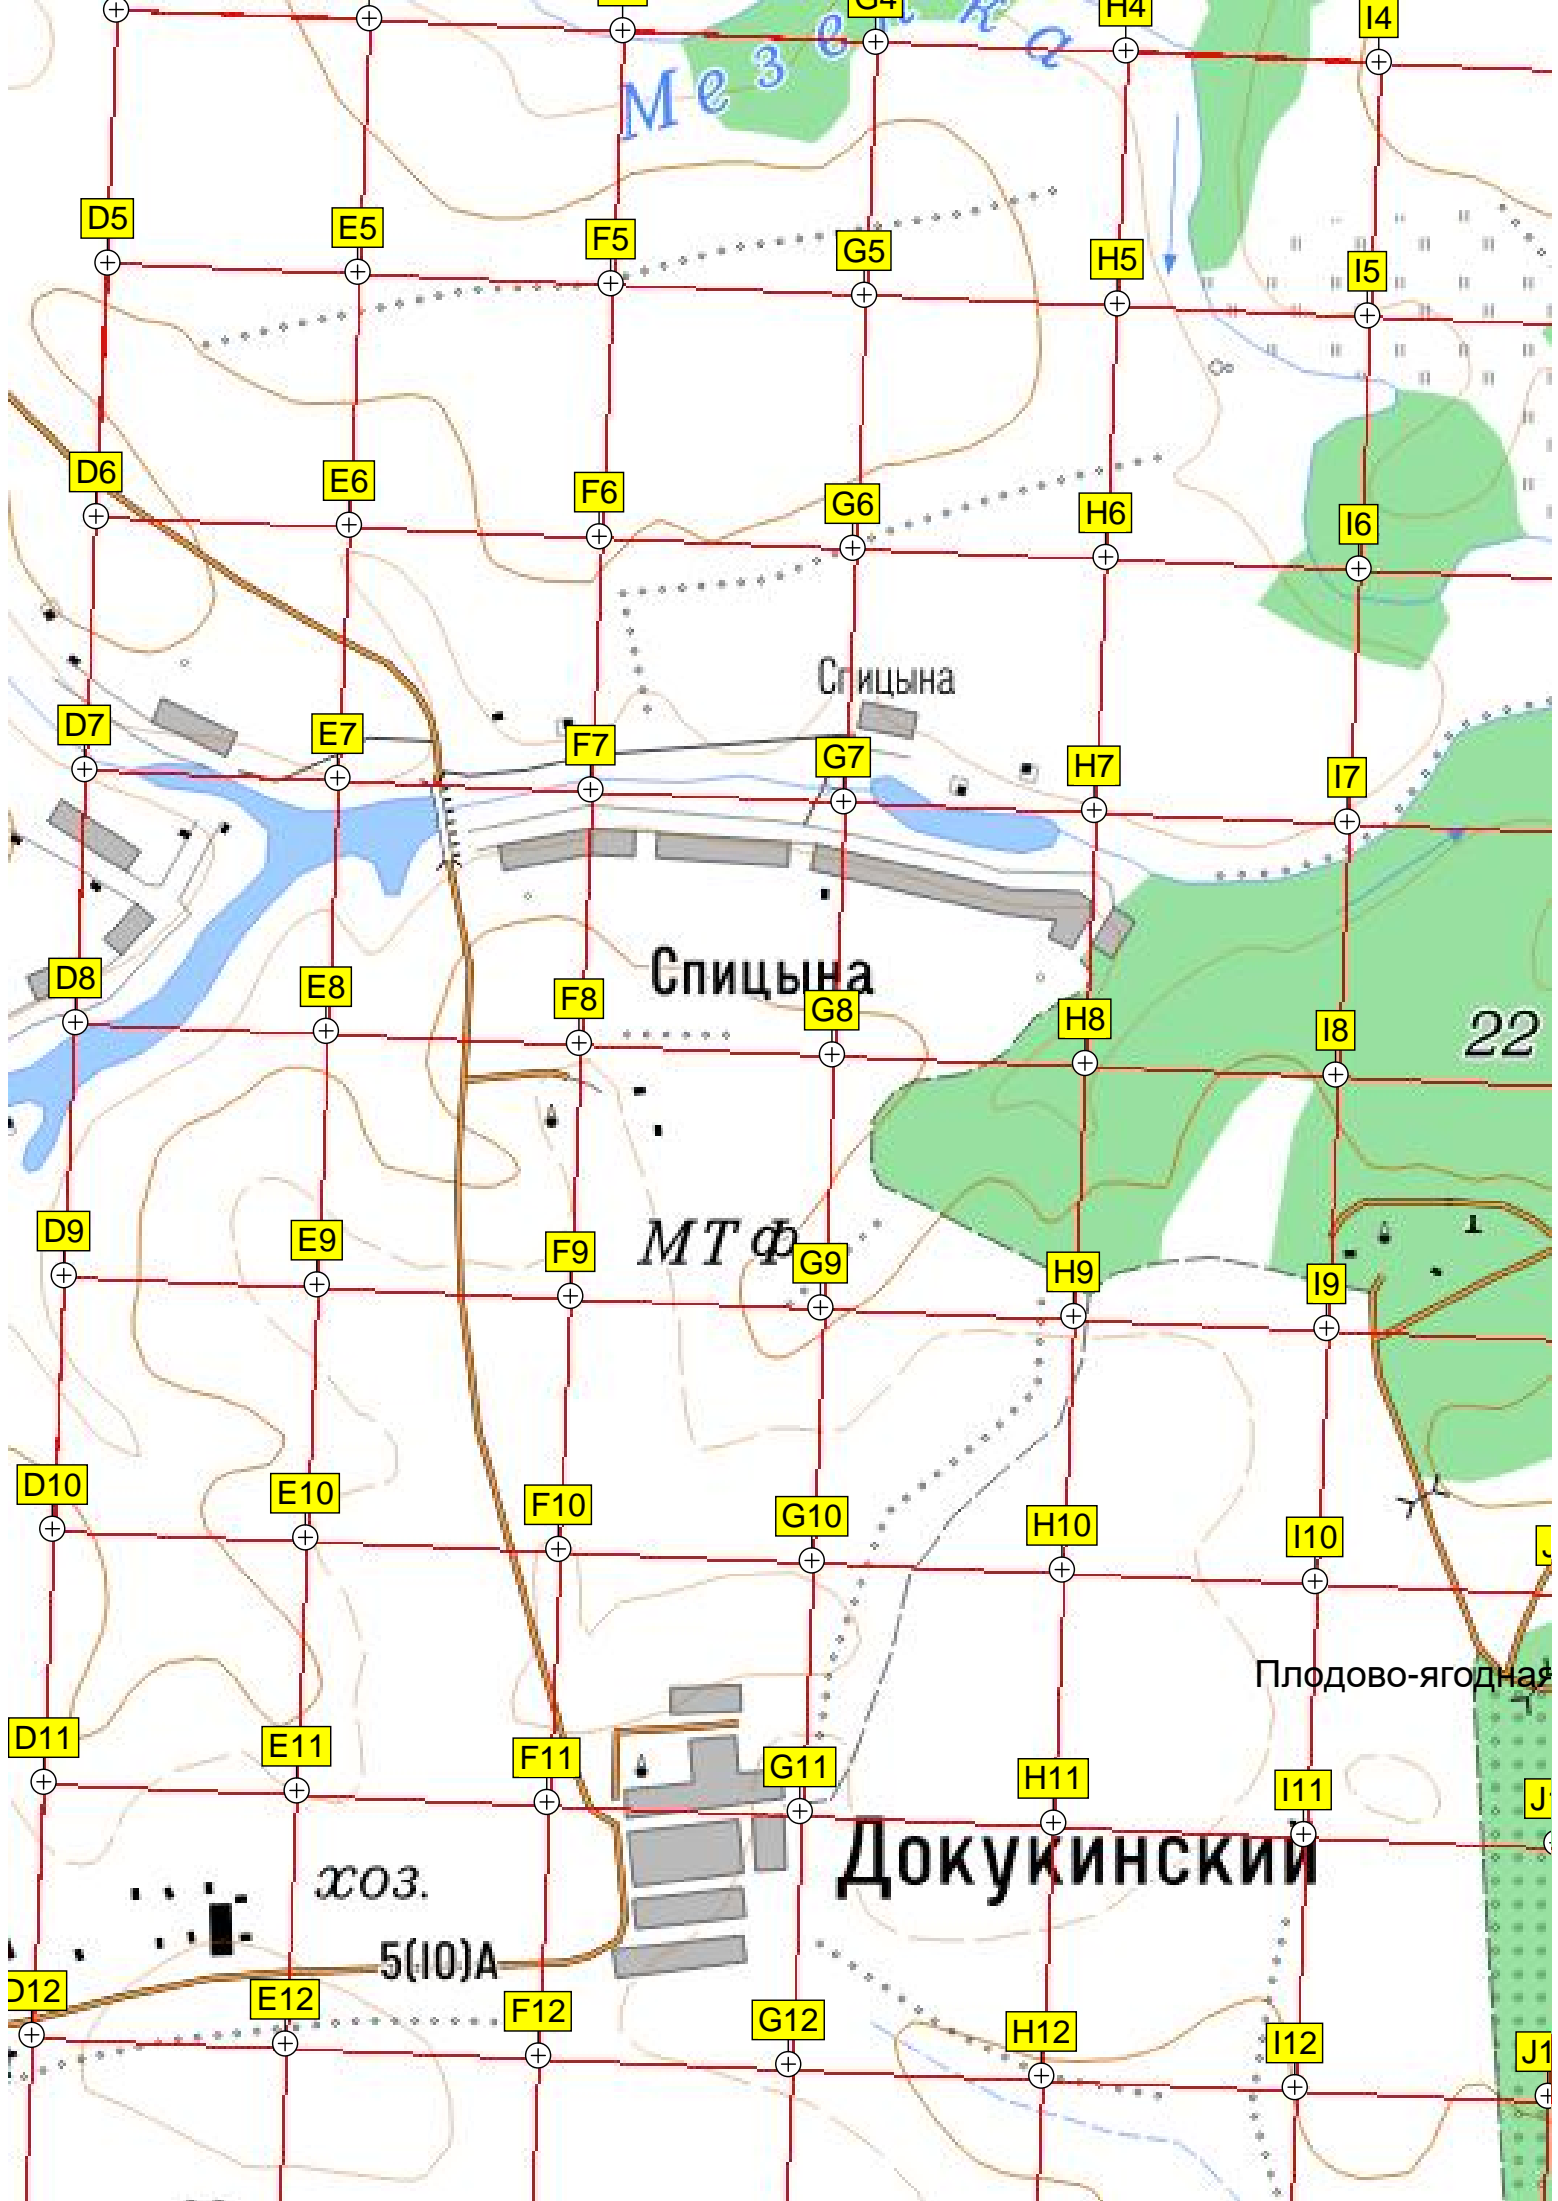 G4
H4
I4
Мезенка
D5
E5
F5
G5
H5
I5
D6
E6
F6
G6
H6
I6
Спицына
D7
E7
F7
G7
H7
I7
Спицына
D8
E8
F8
G8
H8
I8
22
МТФ
D9
E9
F9
G9
H9
I9
D10
E10
F10
G10
H10
I10
Плодово-ягодная
D11
E11
F11
G11
H11
I11
Докукинский
хоз.
5(10)А
D12
E12
F12
G12
H12
I12